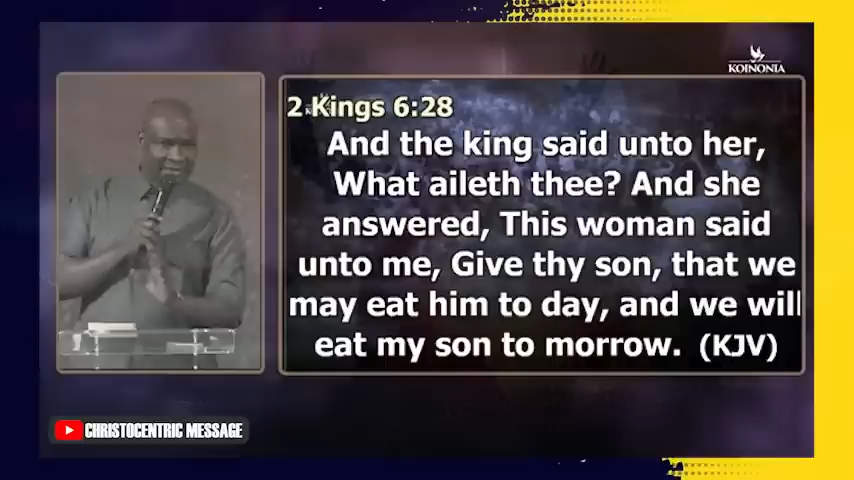 KOINONIA
2 Kings 6:28
And the king said unto her,
What aileth thee? And she
answered, This woman said
unto me, Give thy son, that we
may eat him to day, and we will
eat my son to morrow. (KJV)
CHRISTOCENTRIC MESSAGE